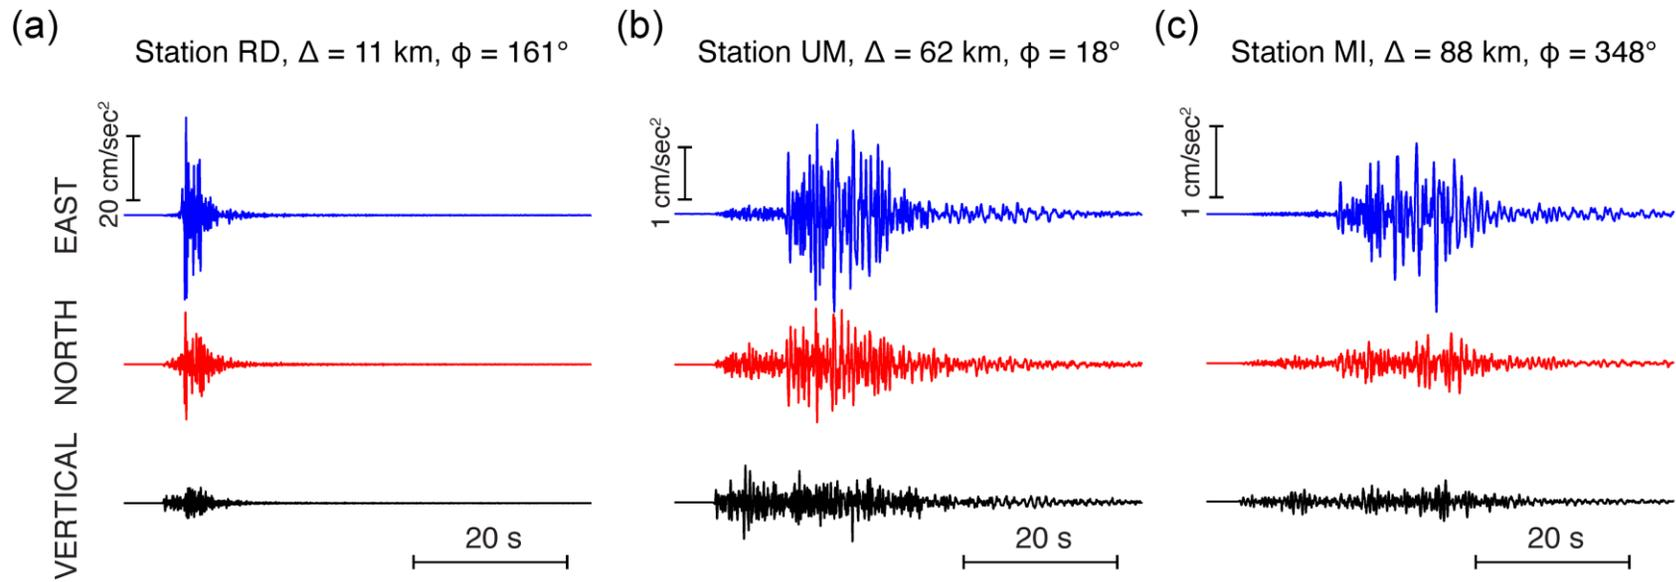 (a)
Station RD, Δ = 11 km, ϕ = 161°
(b)
Station UM, Δ = 62 km, ϕ = 18°
(c)
Station MI, Δ = 88 km, ϕ = 348°
20 cm/sec²
1 cm/sec²
1 cm/sec²
EAST
NORTH
VERTICAL
20 s
20 s
20 s